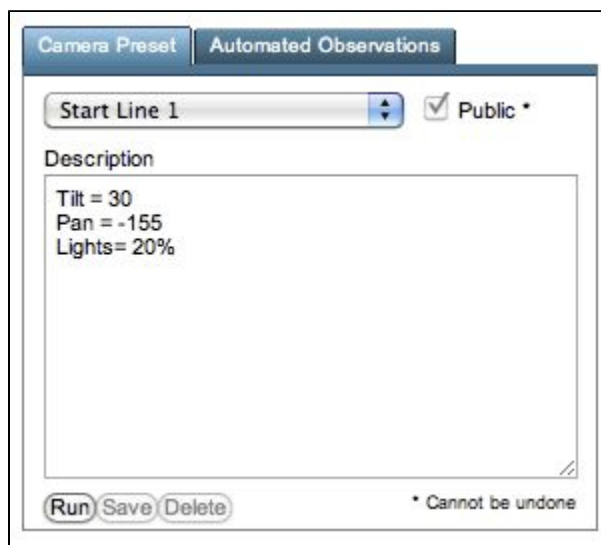 Camera Preset Automated Observations
Start Line 1 Public *
Description
Tilt = 30
Pan = -155
Lights= 20%
Run Save Delete * Cannot be undone